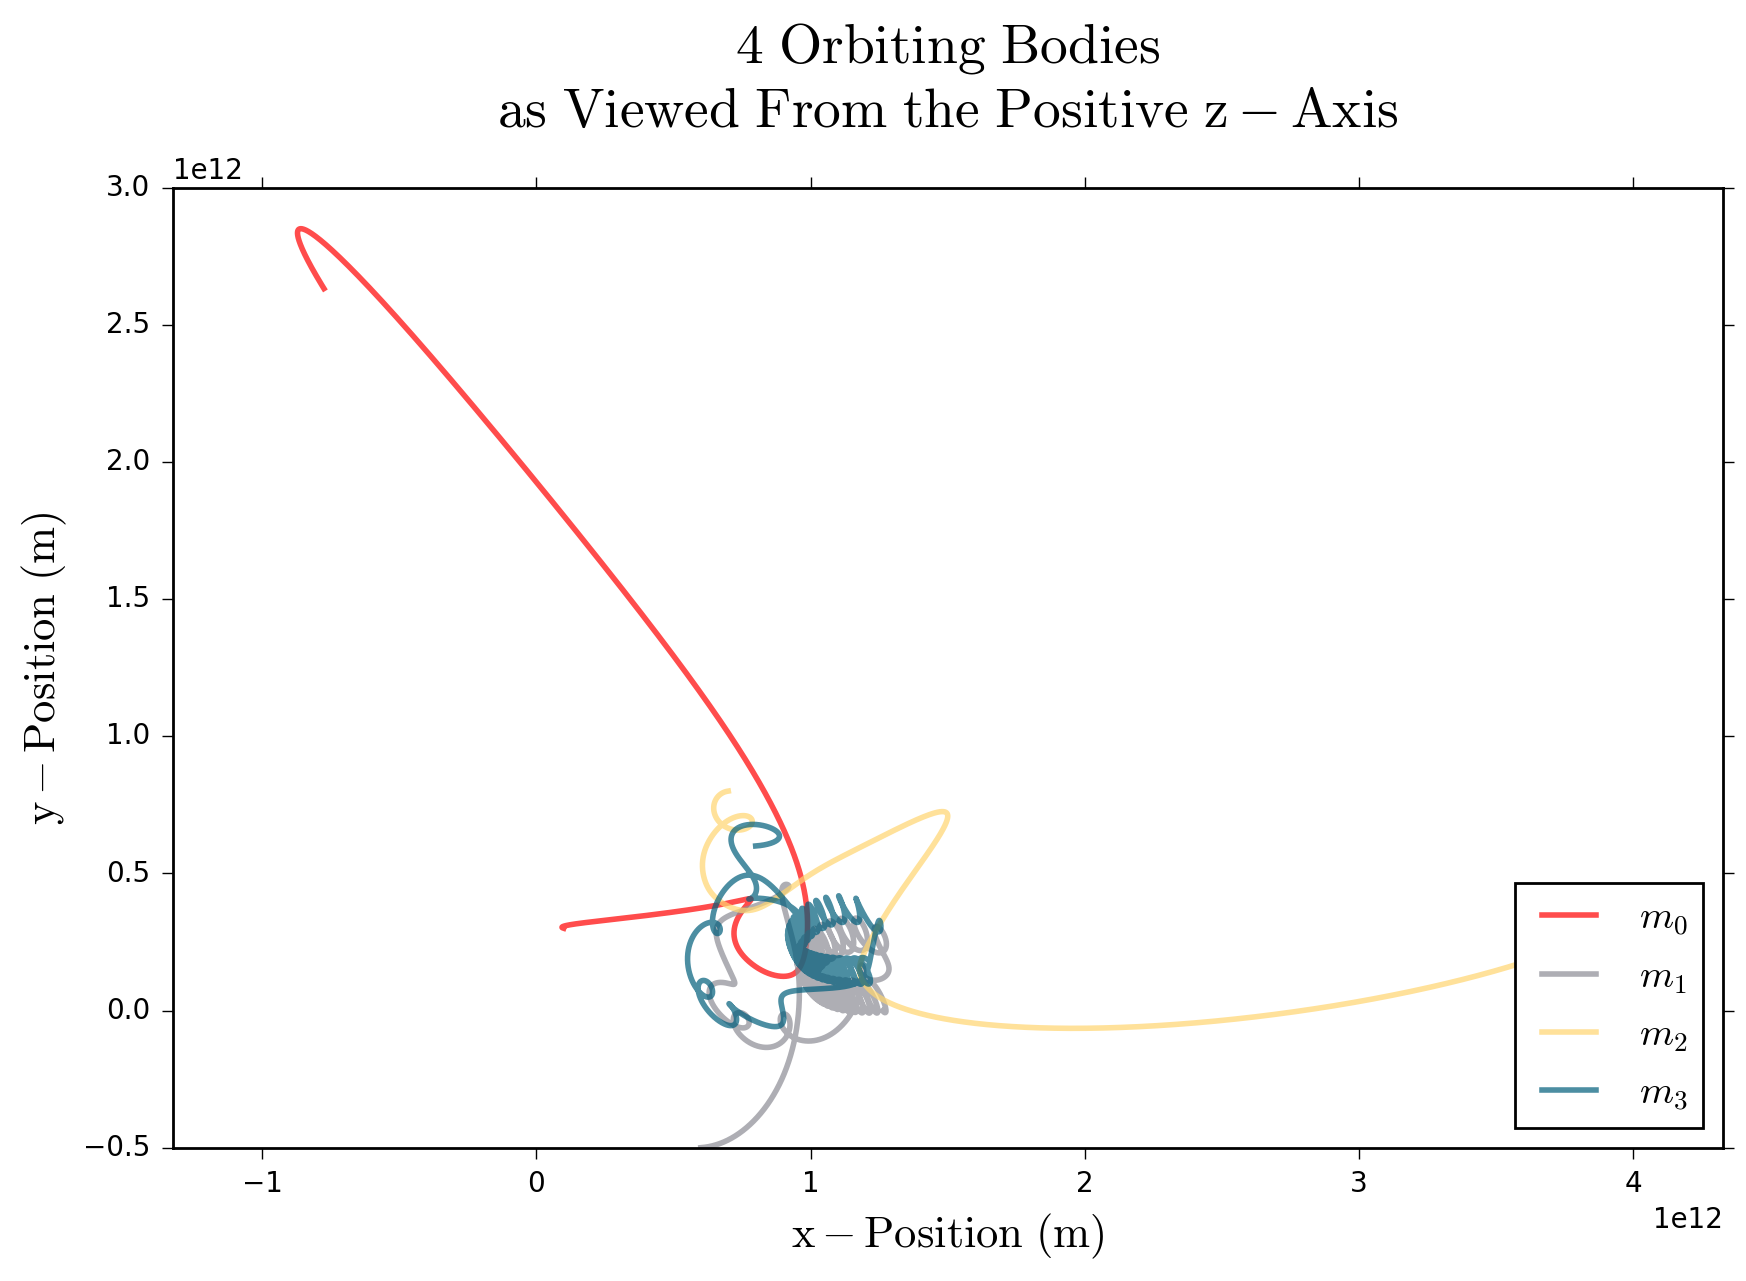 4 Orbiting Bodies
as Viewed From the Positive z − Axis
1e12
3.0
2.5
2.0
1.5
1.0
0.5
0.0
−0.5
y − Position (m)
m₀
m₁
m₂
m₃
−1 0 1 2 3 4
1e12
x − Position (m)